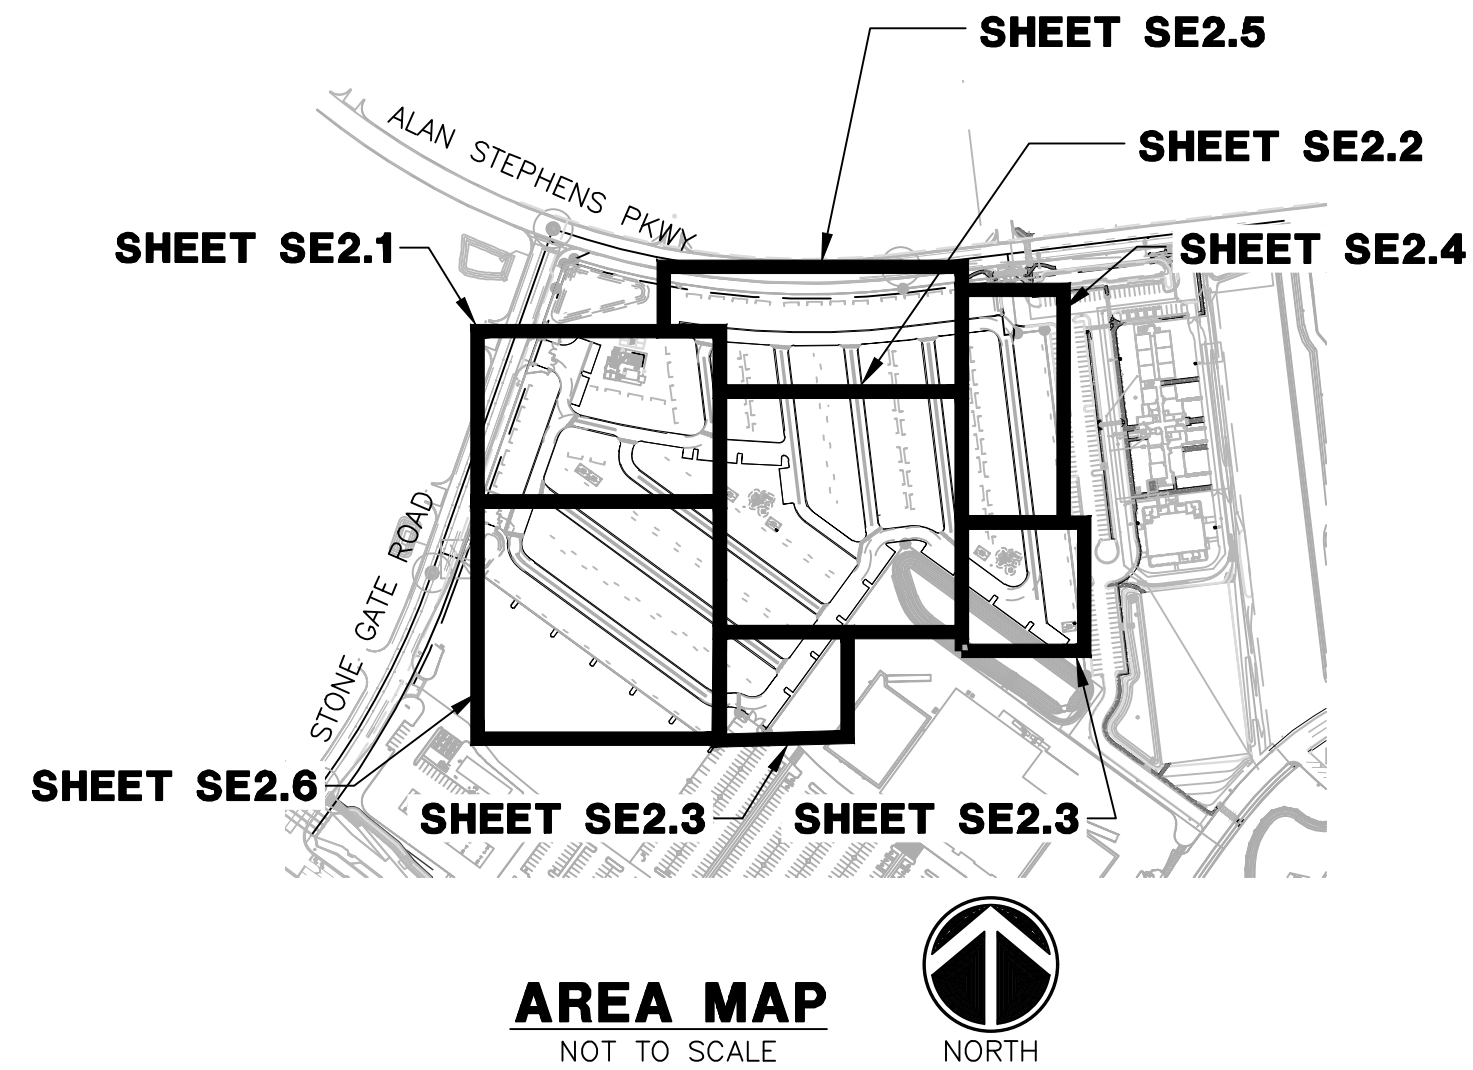 SHEET SE2.5
ALAN STEPHENS PKWY
SHEET SE2.2
SHEET SE2.1
SHEET SE2.4
STONE GATE ROAD
SHEET SE2.6
SHEET SE2.3
SHEET SE2.3
AREA MAP
NOT TO SCALE
NORTH